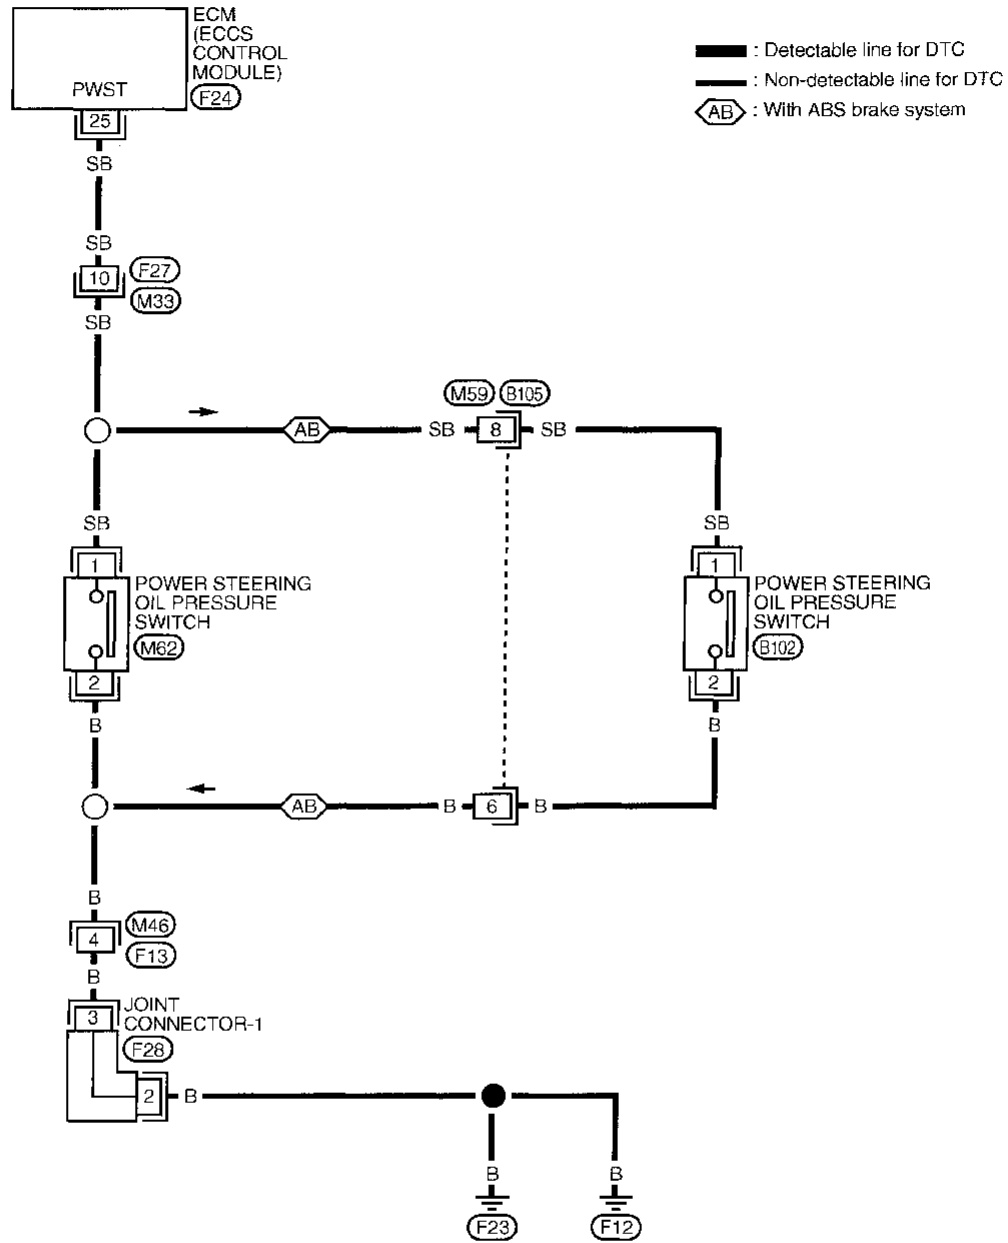 ECM
(ECCS
CONTROL
MODULE)
F24
PWST
25
SB
: Detectable line for DTC
: Non-detectable line for DTC
AB : With ABS brake system
SB
10
F27
M33
SB
M59 B105
AB SB 8 SB
SB
1
POWER STEERING
OIL PRESSURE
SWITCH
M62
2
B
SB
1
POWER STEERING
OIL PRESSURE
SWITCH
B102
2
B
AB B 6 B
B
4
M46
F13
B
3
JOINT
CONNECTOR-1
F28
2 B
B
F23
B
F12